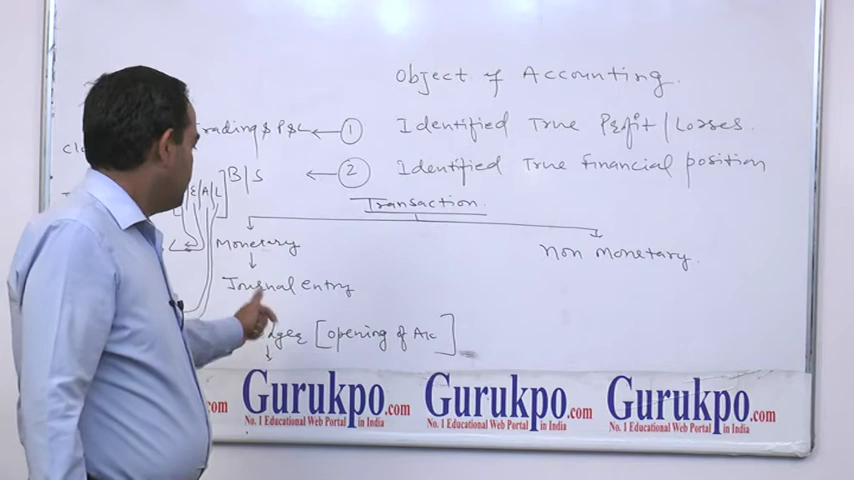 Object of Accounting.
Trading & P&L ← 1 Identified True Profit / Losses.
E|A|L] B/S ← 2 Identified True Financial position
Transaction.
Monetary
Non Monetary.
Journal entry
[opening of A/c]
.com Gurukpo.com Gurukpo.com Gurukpo.com
No. 1 Educational Web Portal in India No. 1 Educational Web Portal in India No. 1 Educational Web Portal in India